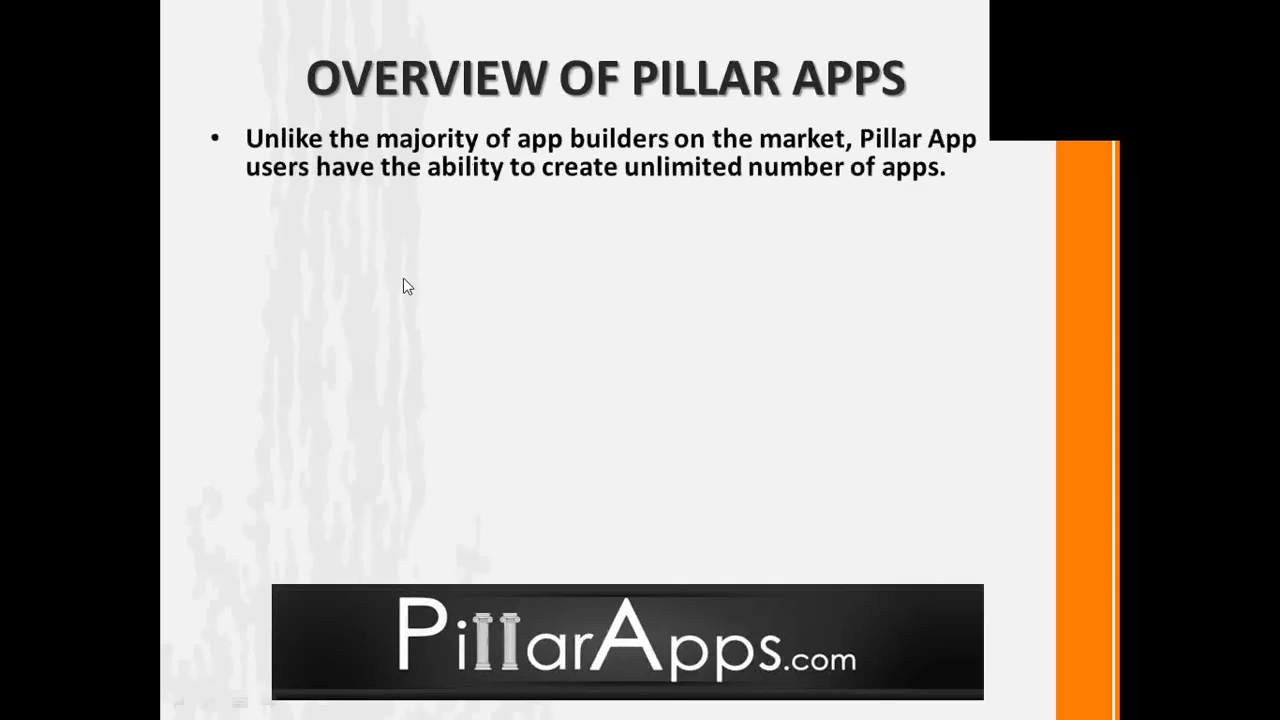 OVERVIEW OF PILLAR APPS
• Unlike the majority of app builders on the market, Pillar App
users have the ability to create unlimited number of apps.
PillarApps.com